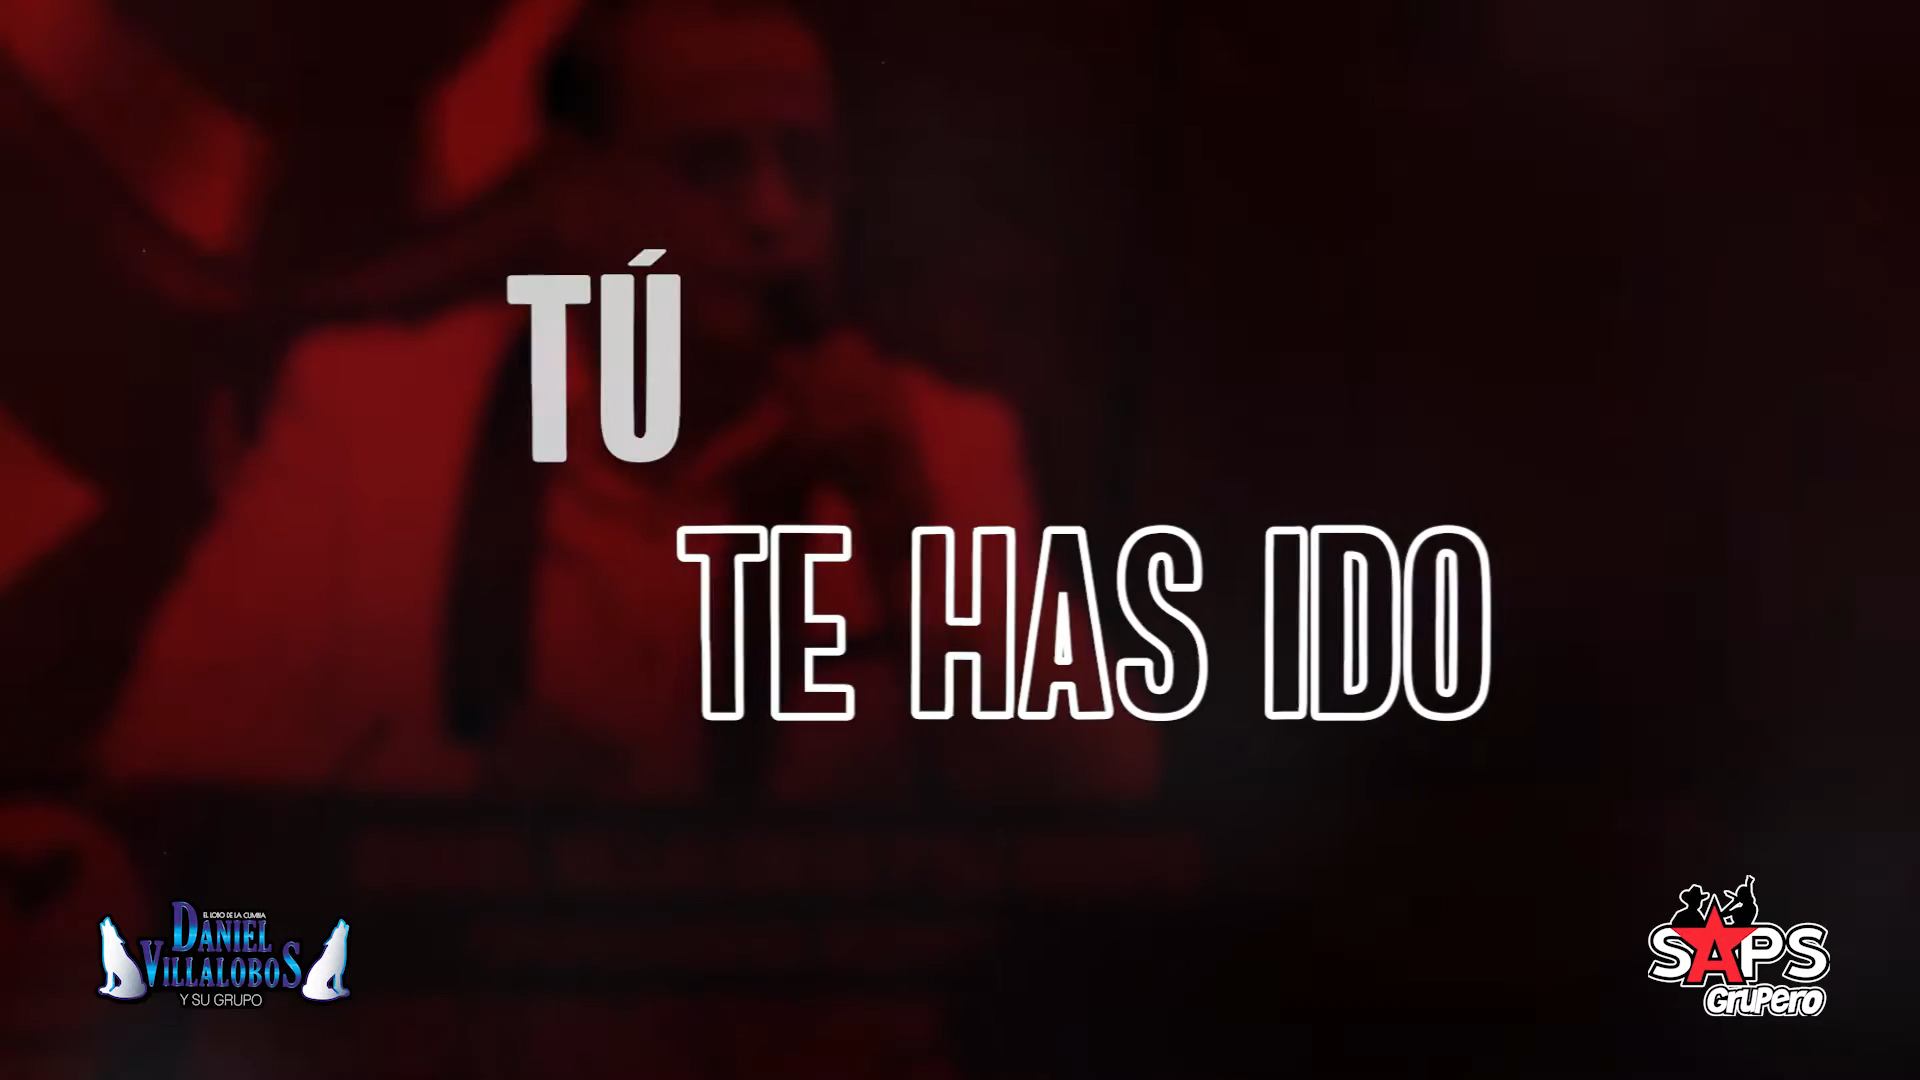 TÚ
TE HAS IDO
EL LOBO DE LA CUMBIA
DANIEL
VILLALOBOS
Y SU GRUPO
SAPS
GRUPERO